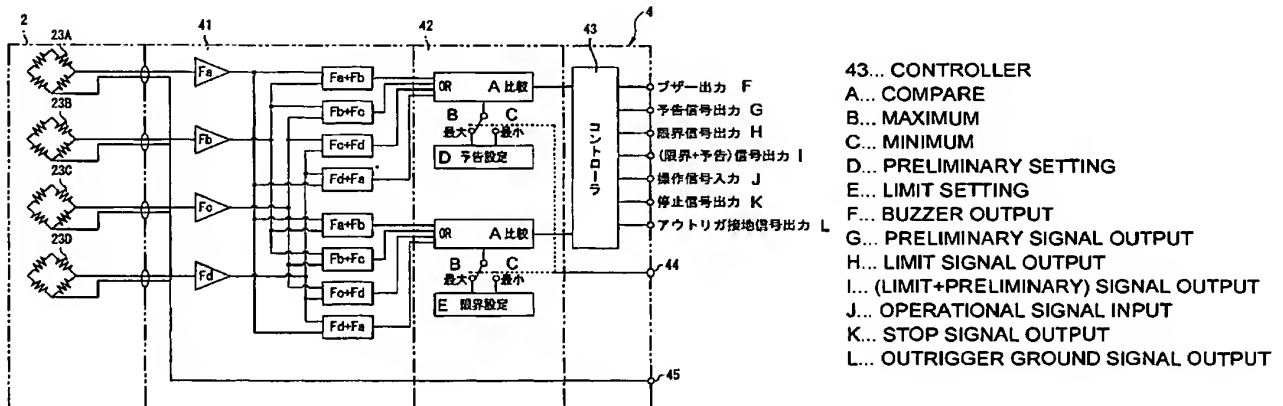 2
23A
41
42
43
4
23B
23C
23D
Fa
Fb
Fc
Fd
Fa+Fb
Fb+Fc
Fc+Fd
Fd+Fa
Fa+Fb
Fb+Fc
Fc+Fd
Fd+Fa
OR A 比較
B C
最大 最小
D 予告設定
OR A 比較
B C
最大 最小
E 限界設定
コントローラ
ブザー出力 F
予告信号出力 G
限界信号出力 H
(限界+予告)信号出力 I
操作信号入力 J
停止信号出力 K
アウトリガ接地信号出力 L
44
45
43... CONTROLLER
A... COMPARE
B... MAXIMUM
C... MINIMUM
D... PRELIMINARY SETTING
E... LIMIT SETTING
F... BUZZER OUTPUT
G... PRELIMINARY SIGNAL OUTPUT
H... LIMIT SIGNAL OUTPUT
I... (LIMIT+PRELIMINARY) SIGNAL OUTPUT
J... OPERATIONAL SIGNAL INPUT
K... STOP SIGNAL OUTPUT
L... OUTRIGGER GROUND SIGNAL OUTPUT